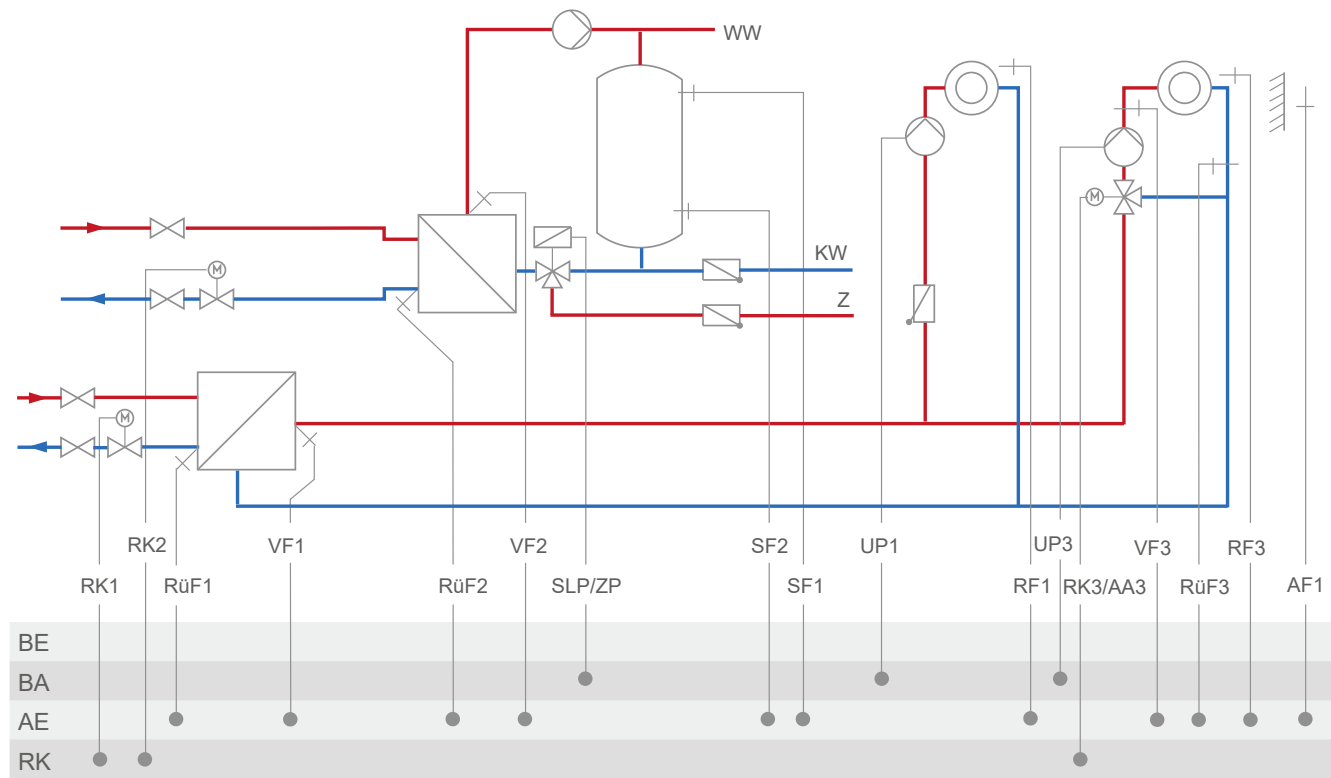 WW
KW
Z
M
M
M
RK2 VF1 VF2 SF2 UP1 UP3 VF3 RF3
RK1 RüF1 RüF2 SLP/ZP SF1 RF1 RK3/AA3 RüF3 AF1
BE
BA
AE
RK